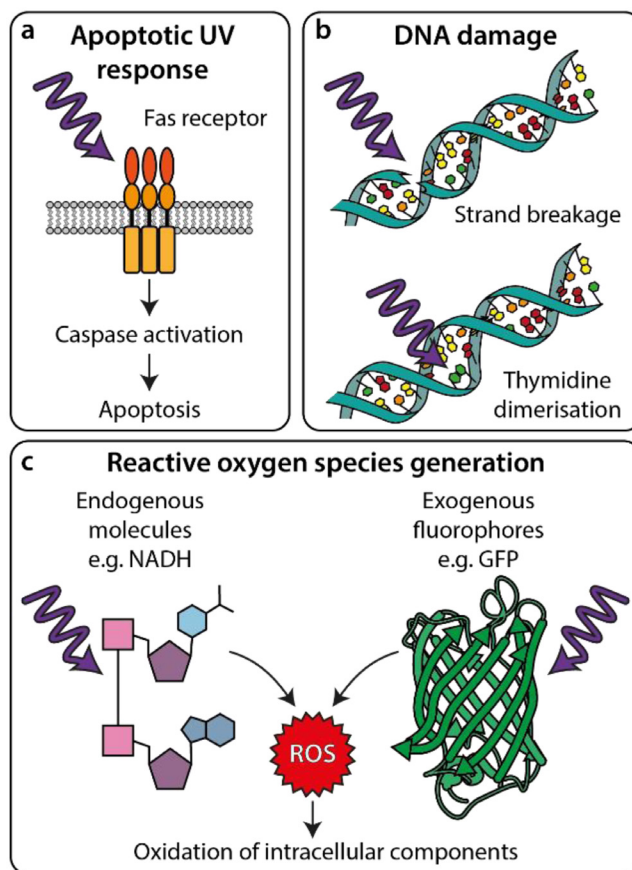 a
Apoptotic UV
response
Fas receptor
Caspase activation
Apoptosis
b
DNA damage
Strand breakage
Thymidine
dimerisation
c
Reactive oxygen species generation
Endogenous
molecules
e.g. NADH
Exogenous
fluorophores
e.g. GFP
ROS
Oxidation of intracellular components